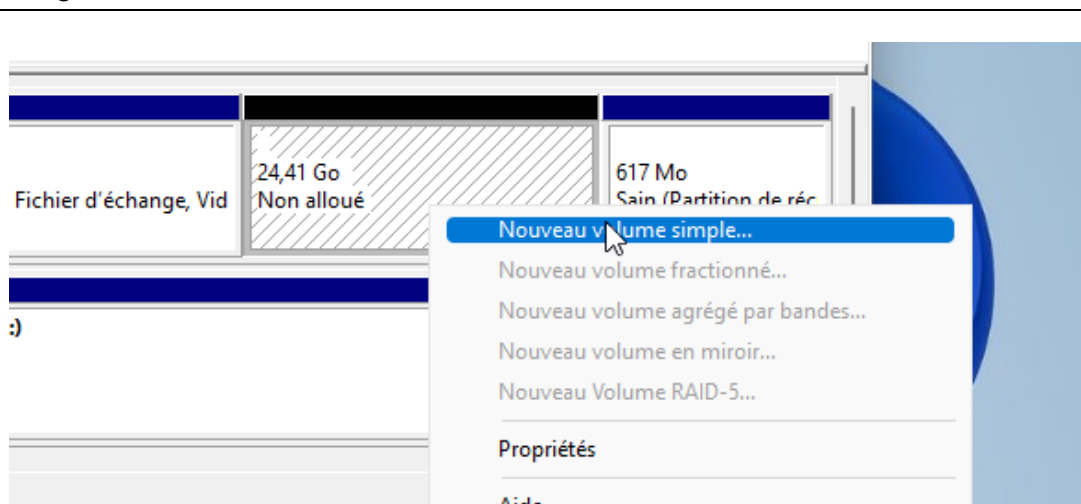 24,41 Go
617 Mo
Fichier d'échange, Vid
Non alloué
Sain (Partition de réc
Nouveau volume simple...
Nouveau volume fractionné...
:)
Nouveau volume agrégé par bandes...
Nouveau volume en miroir...
Nouveau Volume RAID-5...
Propriétés